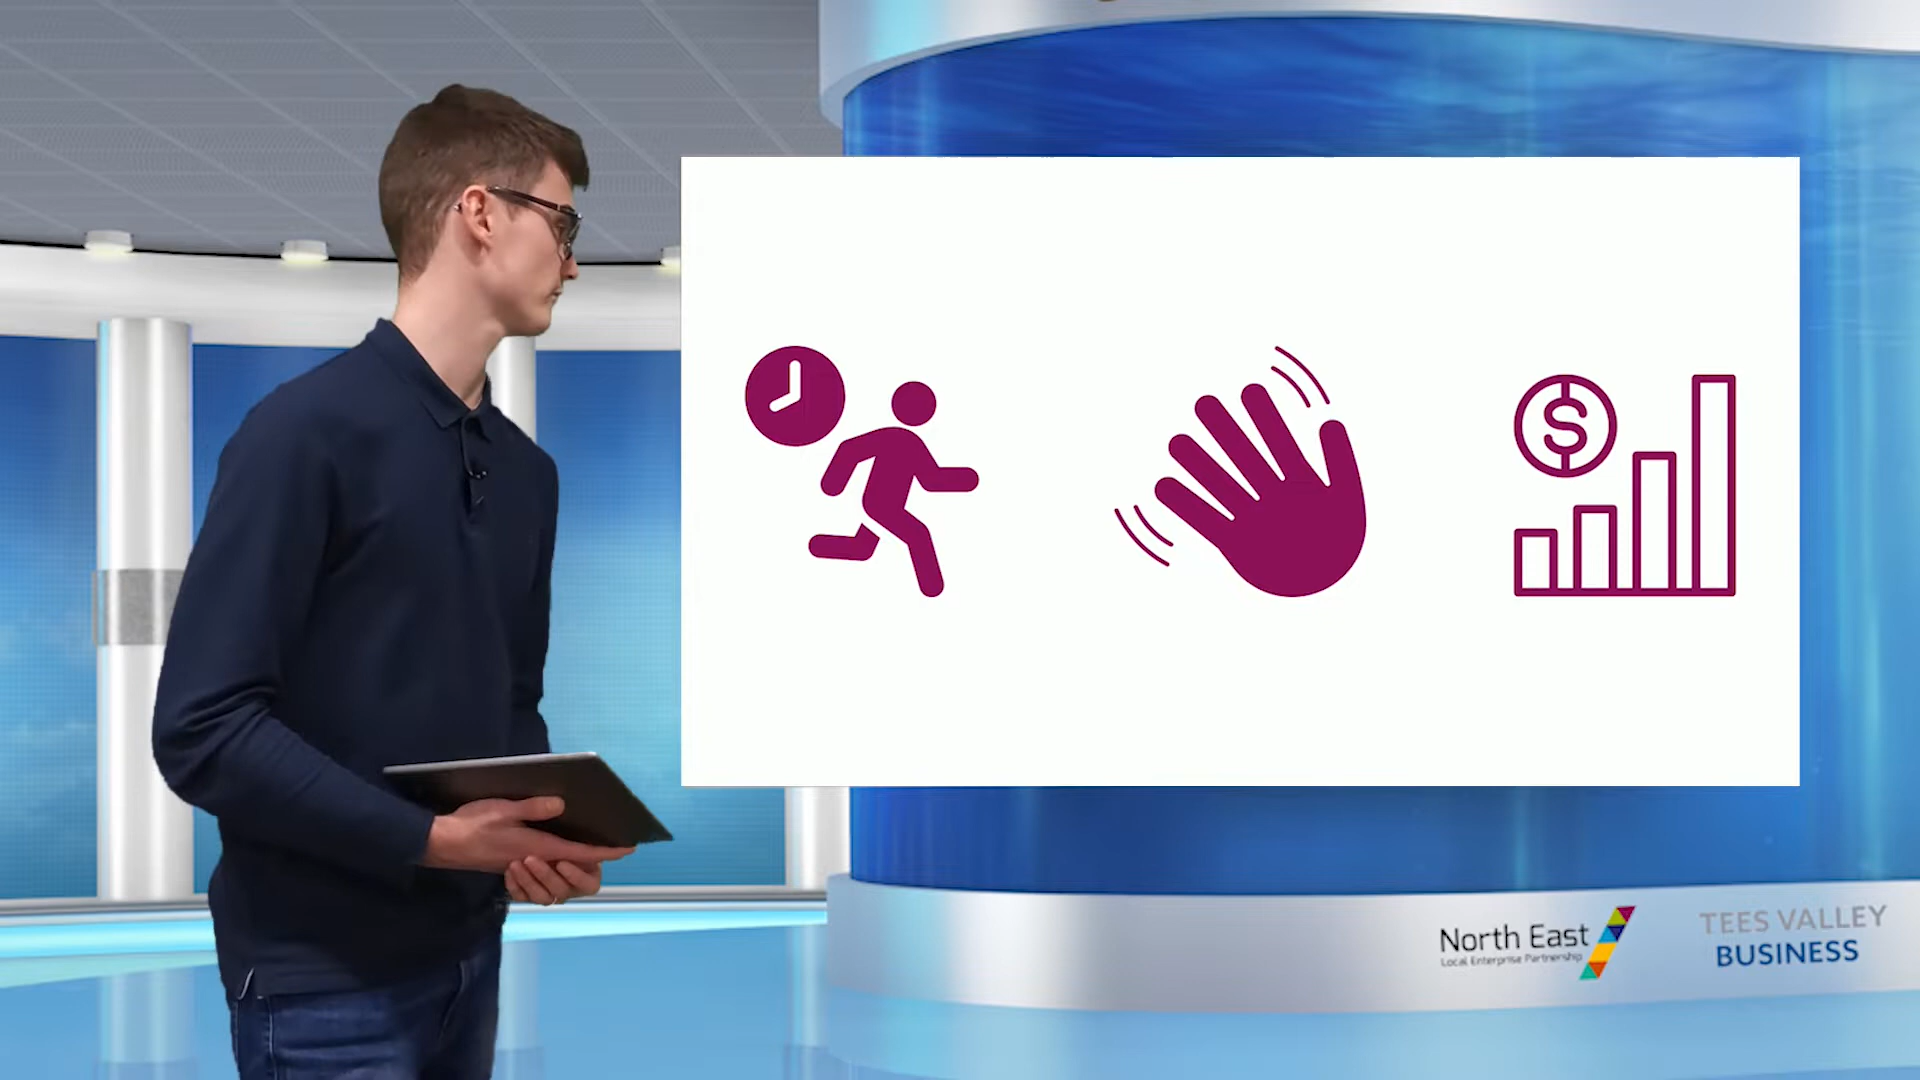 $
North East
Local Enterprise Partnership
TEES VALLEY
BUSINESS